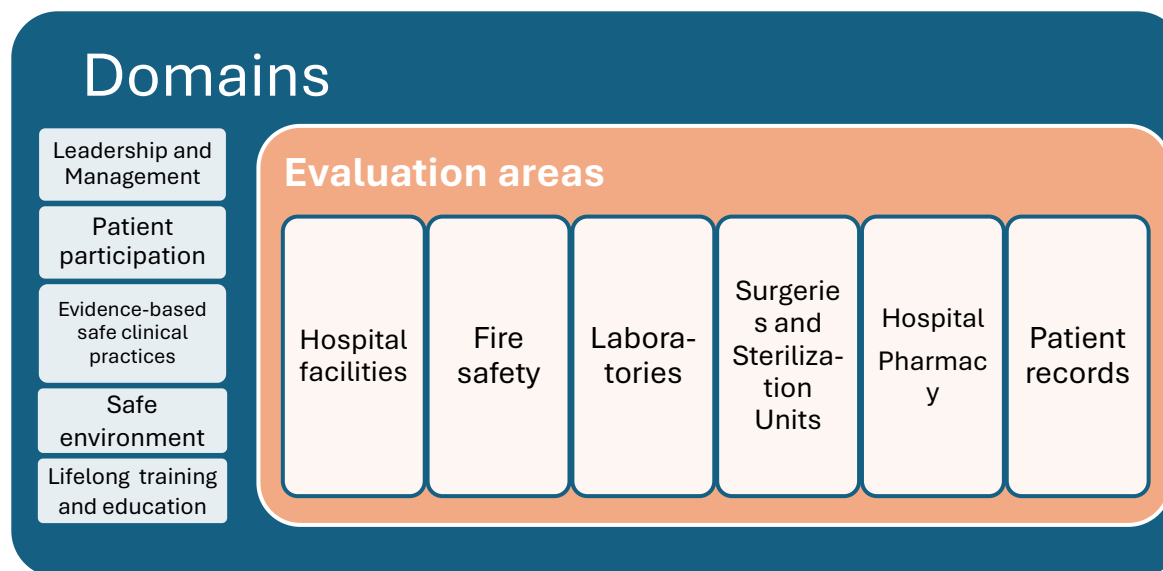 Domains
Leadership and
Management
Patient
participation
Evidence-based
safe clinical
practices
Safe
environment
Lifelong training
and education
Evaluation areas
Hospital
facilities
Fire
safety
Labora-
tories
Surgerie
s and
Steriliza-
tion
Units
Hospital
Pharmac
y
Patient
records